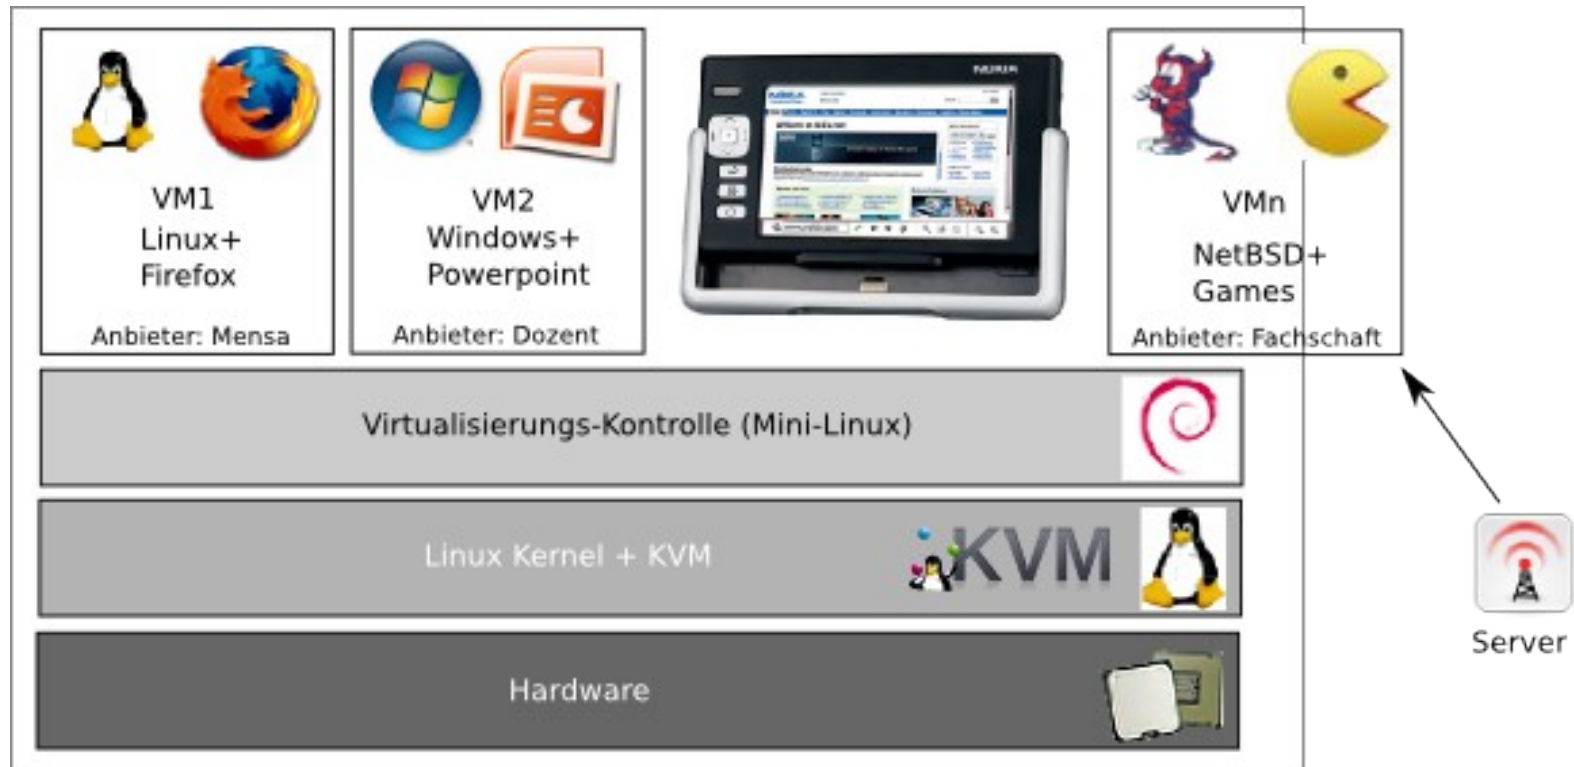 VM1
Linux+
Firefox
Anbieter: Mensa
VM2
Windows+
Powerpoint
Anbieter: Dozent
NOKIA
VMn
NetBSD+
Games
Anbieter: Fachschaft
Virtualisierungs-Kontrolle (Mini-Linux)
Linux Kernel + KVM
KVM
Hardware
Server